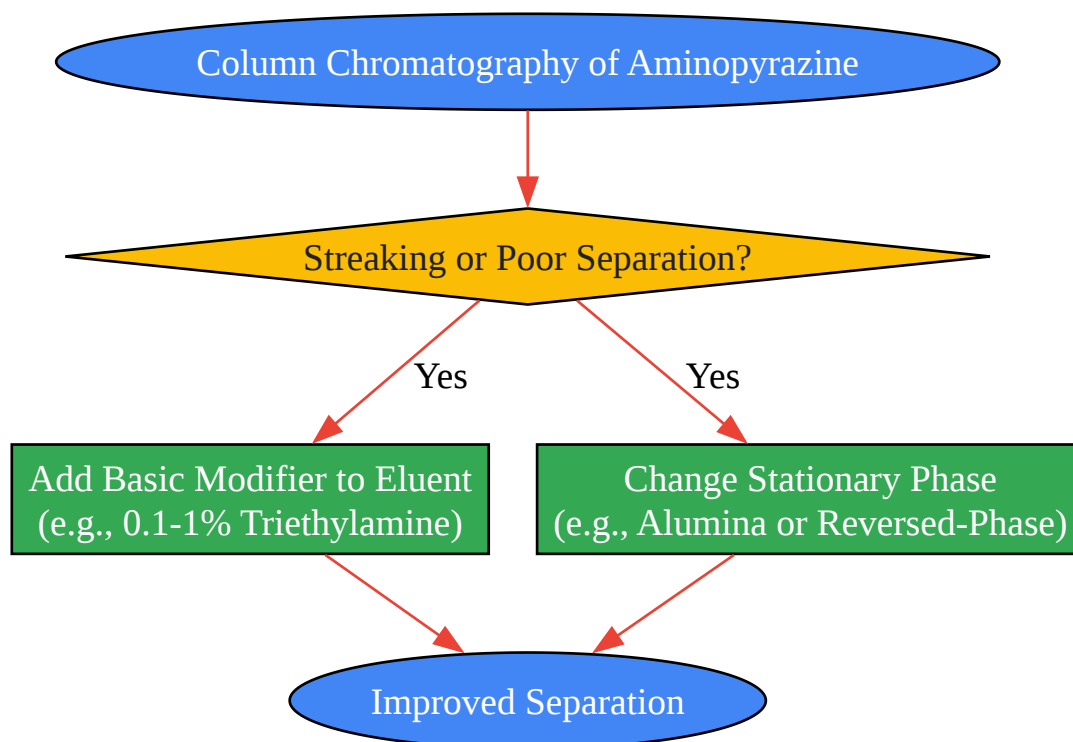 Column Chromatography of Aminopyrazine
Streaking or Poor Separation?
Yes
Yes
Add Basic Modifier to Eluent
(e.g., 0.1-1% Triethylamine)
Change Stationary Phase
(e.g., Alumina or Reversed-Phase)
Improved Separation